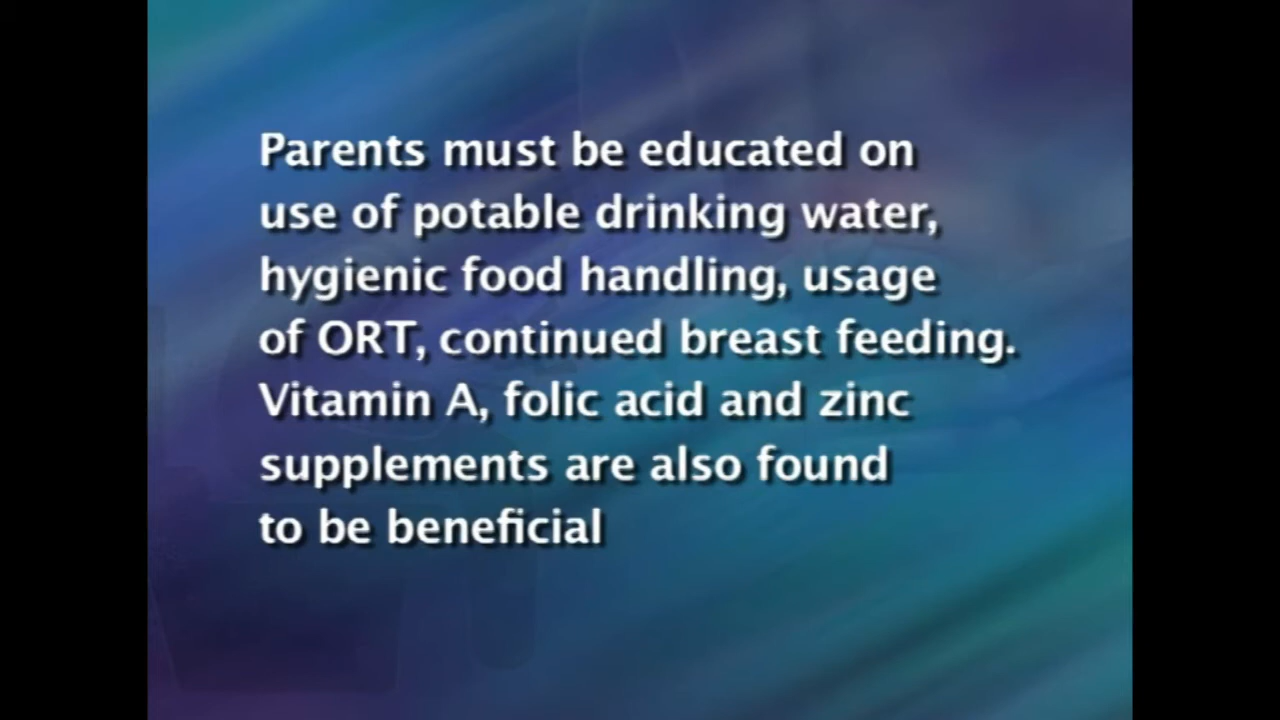 Parents must be educated on
use of potable drinking water,
hygienic food handling, usage
of ORT, continued breast feeding.
Vitamin A, folic acid and zinc
supplements are also found
to be beneficial